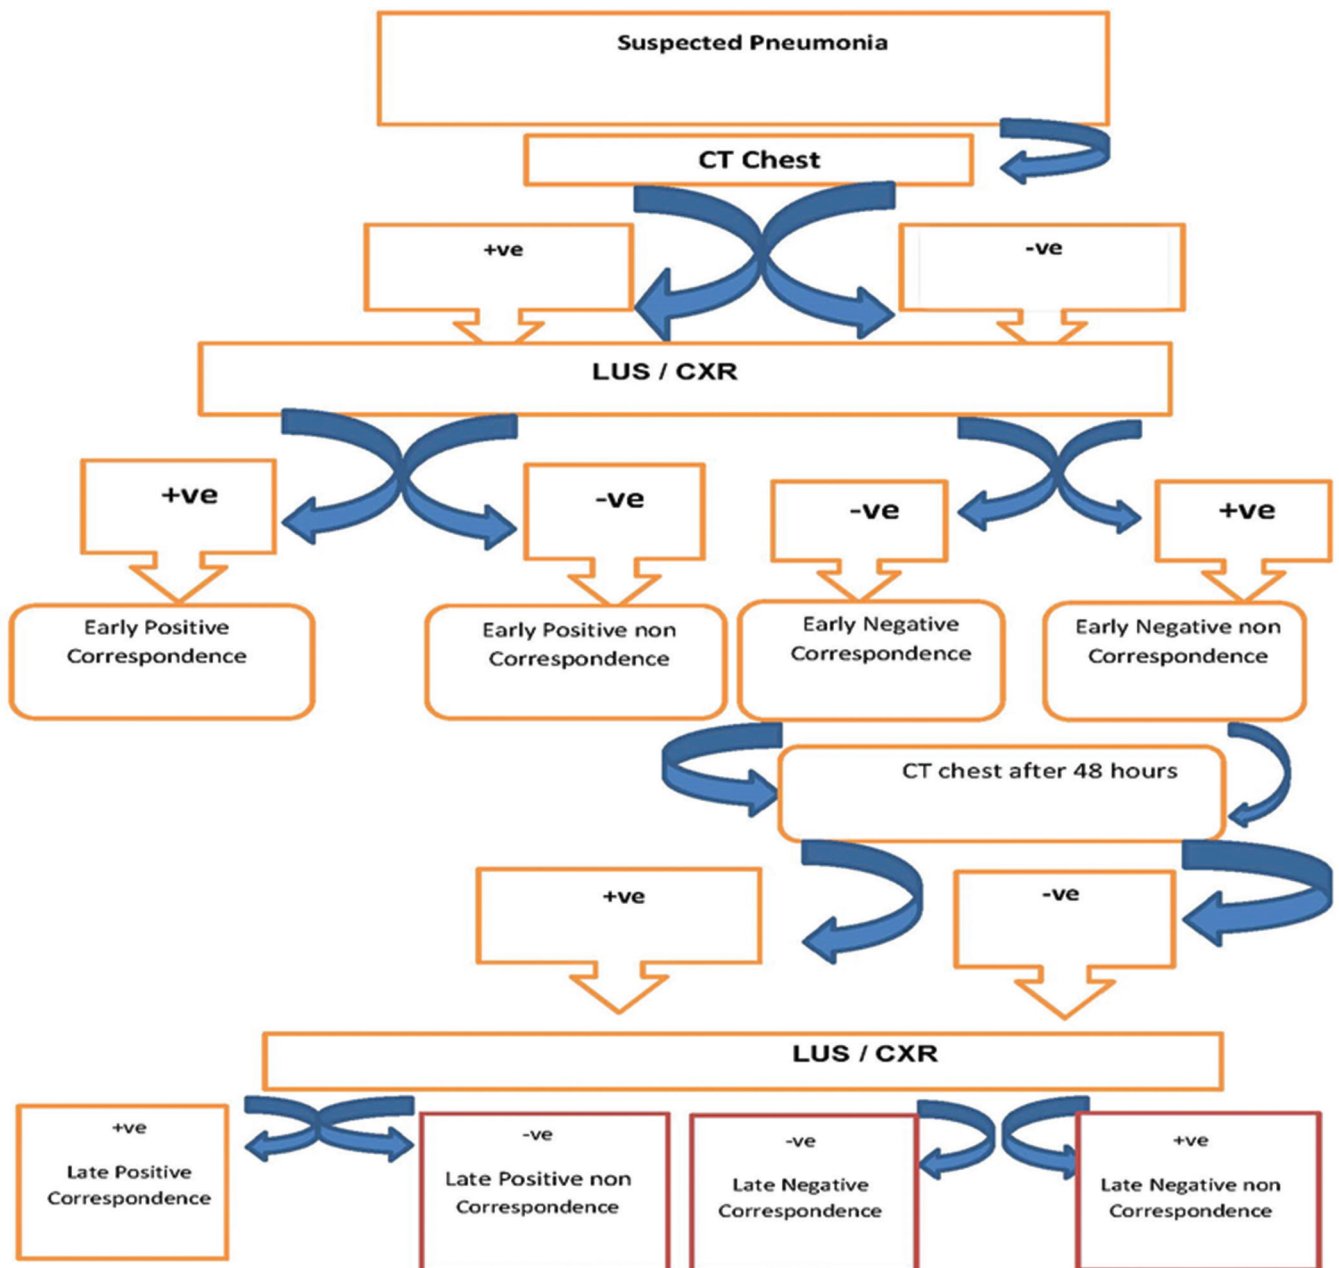 Suspected Pneumonia
CT Chest
+ve
-ve
LUS / CXR
+ve
-ve
-ve
+ve
Early Positive
Correspondence
Early Positive non
Correspondence
Early Negative
Correspondence
Early Negative non
Correspondence
CT chest after 48 hours
+ve
-ve
LUS / CXR
+ve
Late Positive
Correspondence
-ve
Late Positive non
Correspondence
-ve
Late Negative
Correspondence
+ve
Late Negative non
Correspondence